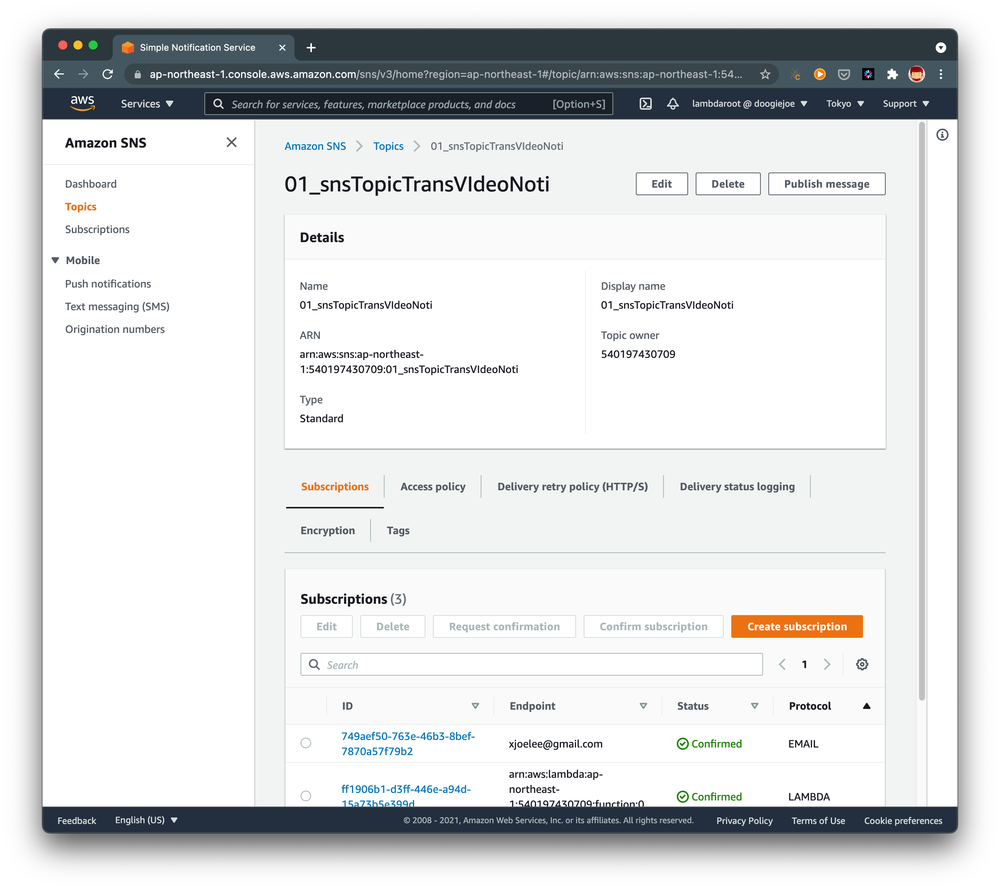 Simple Notification Service
ap-northeast-1.console.aws.amazon.com/sns/v3/home?region=ap-northeast-1#/topic/arn:aws:sns:ap-northeast-1:54...
aws
Services
Search for services, features, marketplace products, and docs
[Option+S]
lambdaroot @ doogiejoe
Tokyo
Support
Amazon SNS
Dashboard
Topics
Subscriptions
Mobile
Push notifications
Text messaging (SMS)
Origination numbers
Amazon SNS
Topics
01_snsTopicTransVIdeoNoti
01_snsTopicTransVIdeoNoti
Edit
Delete
Publish message
Details
Name
01_snsTopicTransVIdeoNoti
ARN
arn:aws:sns:ap-northeast-
1:540197430709:01_snsTopicTransVIdeoNoti
Type
Standard
Display name
01_snsTopicTransVIdeoNoti
Topic owner
540197430709
Subscriptions
Access policy
Delivery retry policy (HTTP/S)
Delivery status logging
Encryption
Tags
Subscriptions (3)
Edit
Delete
Request confirmation
Confirm subscription
Create subscription
Search
1
ID
Endpoint
Status
Protocol
749aef50-763e-46b3-8bef-
7870a57f79b2
xjoelee@gmail.com
Confirmed
EMAIL
ff1906b1-d3ff-446e-a94d-
15a73b5e399d
arn:aws:lambda:ap-
northeast-
1:540197430709:function:0
Confirmed
LAMBDA
Feedback
English (US)
© 2008 - 2021, Amazon Web Services, Inc. or its affiliates. All rights reserved.
Privacy Policy
Terms of Use
Cookie preferences